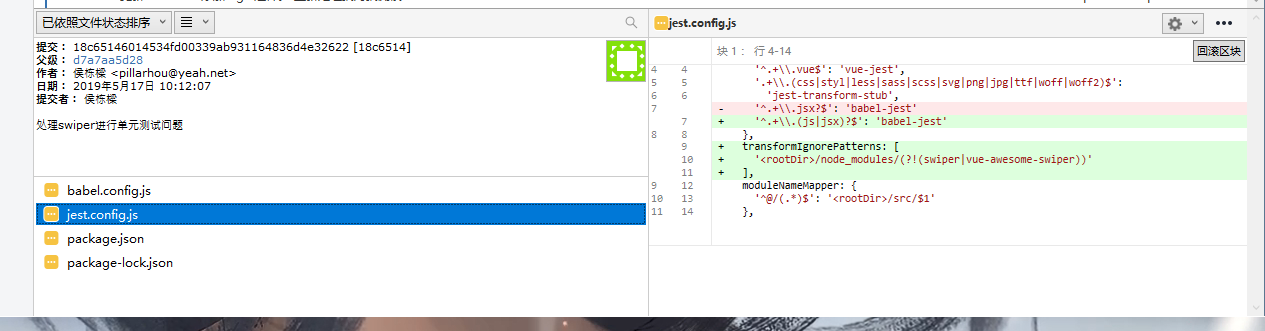 已依照文件状态排序
提交： 18c65146014534fd00339ab931164836d4e32622 [18c6514]
父级： d7a7aa5d28
作者： 侯栋樑 <pillarhou@yeah.net>
日期： 2019年5月17日 10:12:07
提交者： 侯栋樑
处理swiper进行单元测试问题
babel.config.js
jest.config.js
package.json
package-lock.json
jest.config.js
块 1： 行 4-14
回滚区块
4 4 '^.+\\.vue$': 'vue-jest',
5 5 '.+\\.(css|styl|less|sass|scss|svg|png|jpg|ttf|woff|woff2)$':
6 6 'jest-transform-stub',
7 - '^.+\\.jsx?$': 'babel-jest'
7 + '^.+\\.(js|jsx)?$': 'babel-jest'
8 8 },
9 + transformIgnorePatterns: [
10 + '<rootDir>/node_modules/(?!(swiper|vue-awesome-swiper))'
11 + ],
9 12 moduleNameMapper: {
10 13 '^@/(.*)$': '<rootDir>/src/$1'
11 14 },